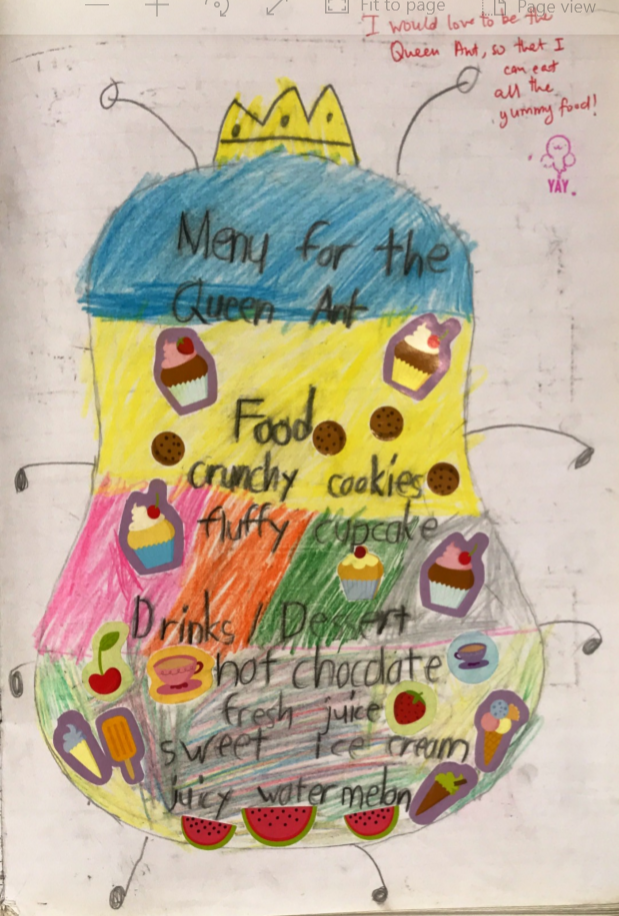 Fit to page
Page view
I would love to be the
Queen Ant, so that I
can eat
all the
yummy food!
YAY.
Menu for the
Queen Ant
Food
crunchy cookies
fluffy cupcake
Drinks / Dessert
hot chocolate
fresh juice
sweet ice cream
juicy watermelon